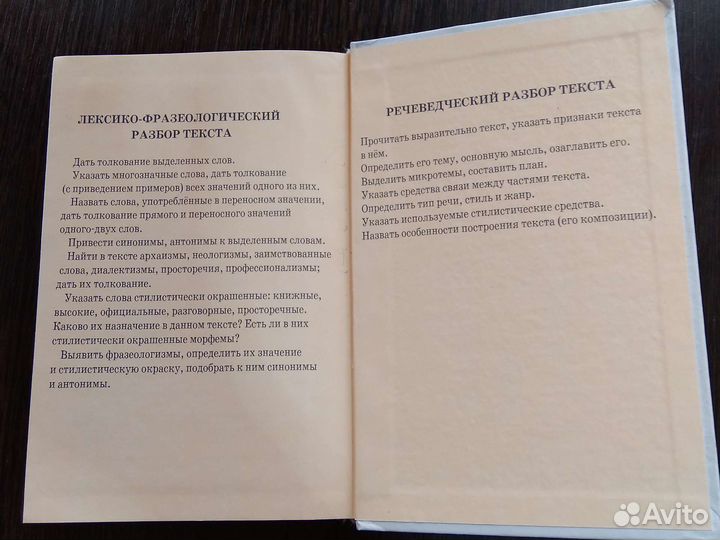 ЛЕКСИКО-ФРАЗЕОЛОГИЧЕСКИЙ
РАЗБОР ТЕКСТА
Дать толкование выделенных слов.
Указать многозначные слова, дать толкование
(с приведением примеров) всех значений одного из них.
Назвать слова, употреблённые в переносном значении,
дать толкование прямого и переносного значений
одного-двух слов.
Привести синонимы, антонимы к выделенным словам.
Найти в тексте архаизмы, неологизмы, заимствованные
слова, диалектизмы, просторечия, профессионализмы;
дать их толкование.
Указать слова стилистически окрашенные: книжные,
высокие, официальные, разговорные, просторечные.
Каково их назначение в данном тексте? Есть ли в них
стилистически окрашенные морфемы?
Выявить фразеологизмы, определить их значение
и стилистическую окраску, подобрать к ним синонимы
и антонимы.
РЕЧЕВЕДЧЕСКИЙ РАЗБОР ТЕКСТА
Прочитать выразительно текст, указать признаки текста
в нём.
Определить его тему, основную мысль, озаглавить его.
Выделить микротемы, составить план.
Указать средства связи между частями текста.
Определить тип речи, стиль и жанр.
Указать используемые стилистические средства.
Назвать особенности построения текста (его композиции).
Avito